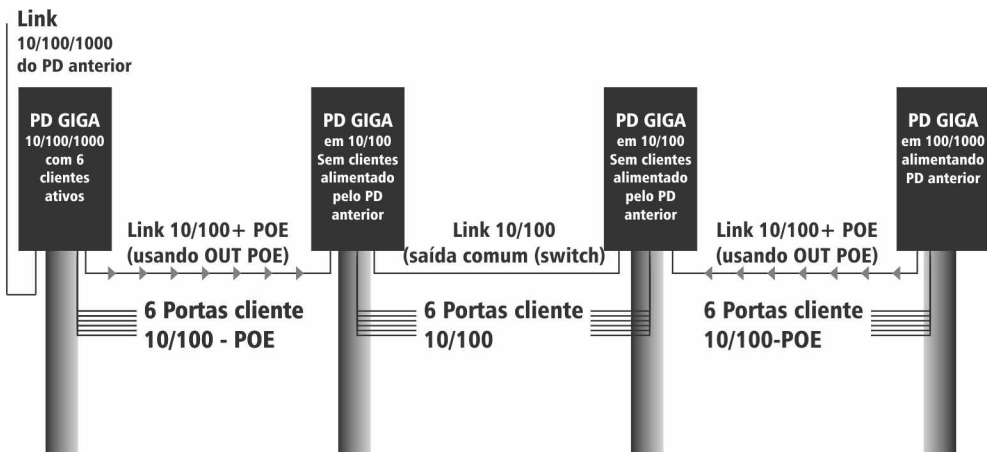 Link
10/100/1000
do PD anterior
PD GIGA
10/100/1000
com 6
clientes
ativos
PD GIGA
em 10/100
Sem clientes
alimentado
pelo PD
anterior
PD GIGA
em 10/100
Sem clientes
alimentado
pelo PD
anterior
PD GIGA
em 100/1000
alimentando
PD anterior
Link 10/100+ POE
(usando OUT POE)
Link 10/100
(saída comum (switch)
Link 10/100+ POE
(usando OUT POE)
6 Portas cliente
10/100 - POE
6 Portas cliente
10/100
6 Portas cliente
10/100-POE